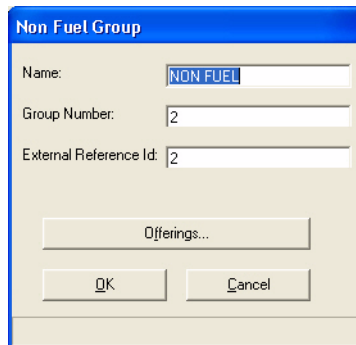 Non Fuel Group
Name: NON FUEL
Group Number: 2
External Reference Id: 2
Offerings...
OK Cancel